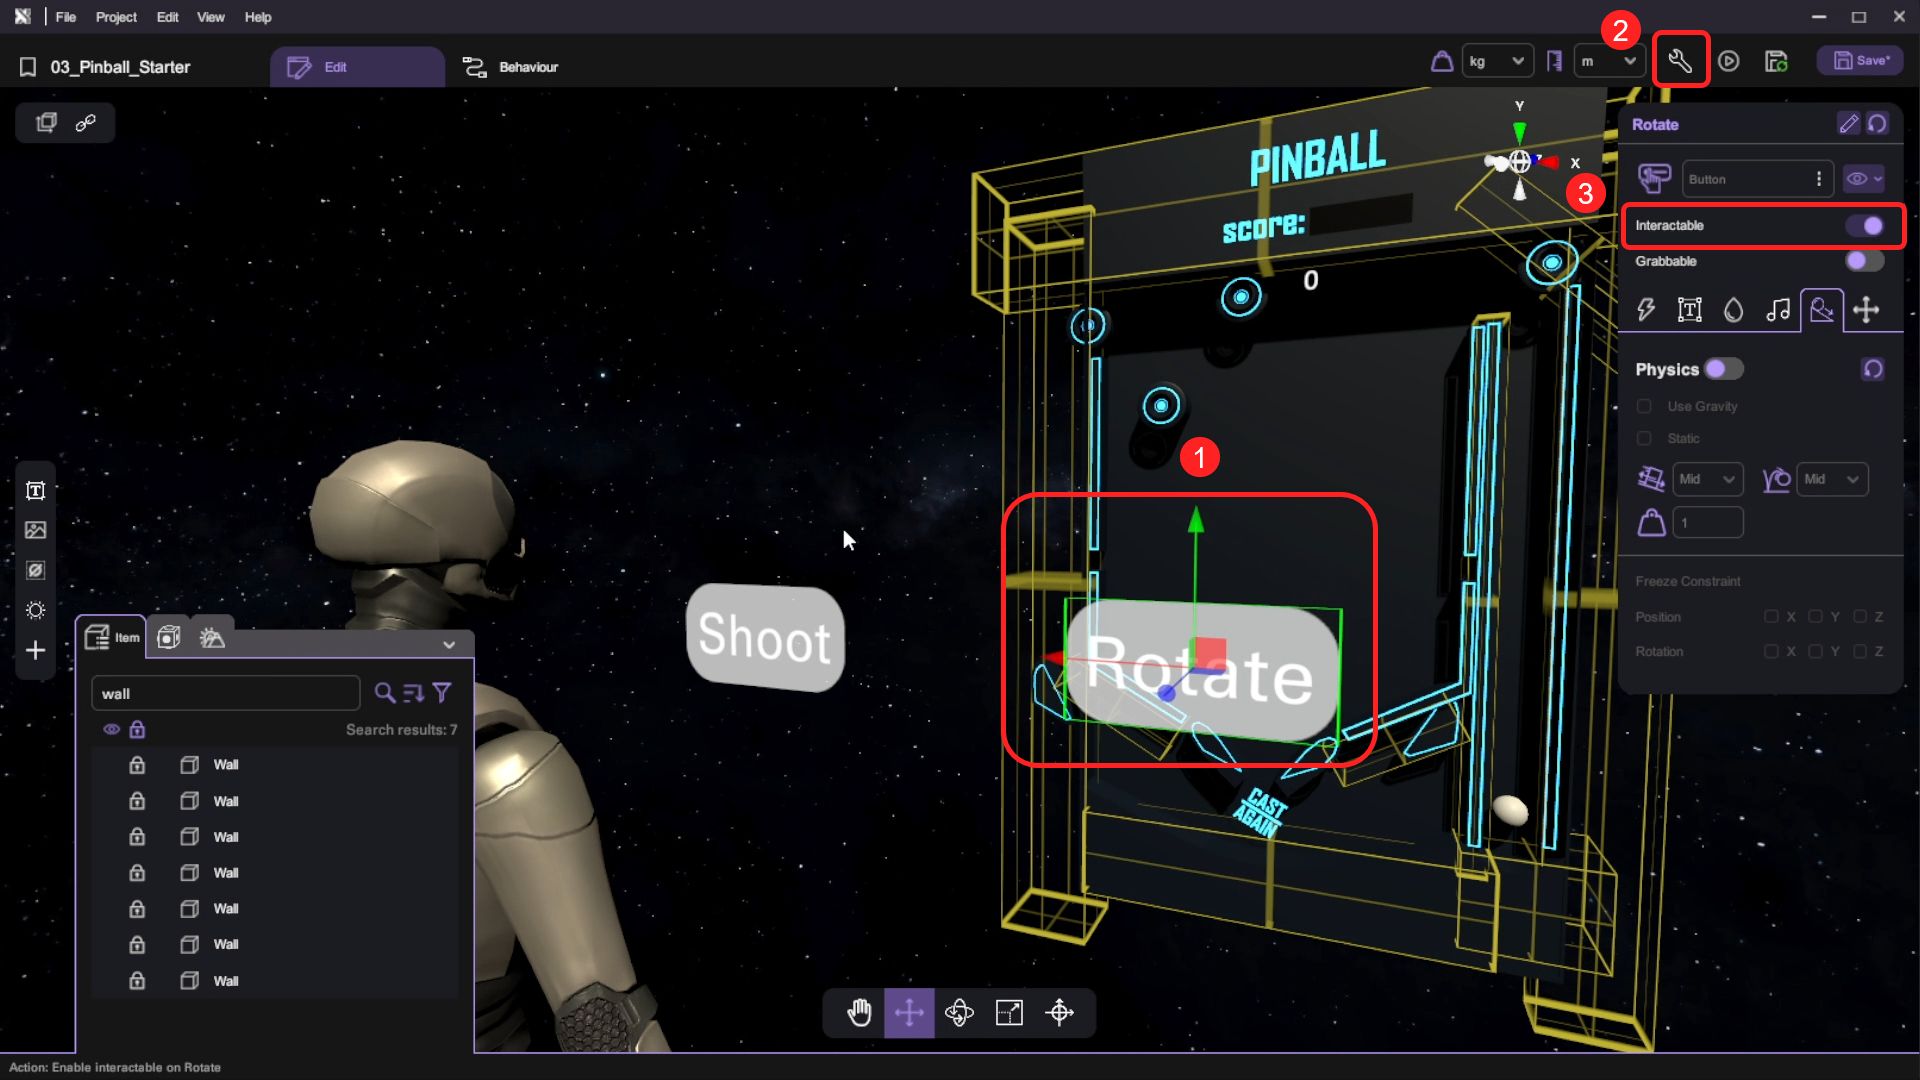 File Project Edit View Help
03_Pinball_Starter
Edit
Behaviour
kg
m
2
Save*
Rotate
Button
3
Interactable
Grabbable
Physics
Use Gravity
Static
Mid
Mid
1
Freeze Constraint
Position X Y Z
Rotation X Y Z
Y
X
PINBALL
score:
0
1
Shoot
Rotate
CAST
AGAIN
Item
wall
Search results: 7
Wall
Wall
Wall
Wall
Wall
Wall
Wall
Action: Enable interactable on Rotate